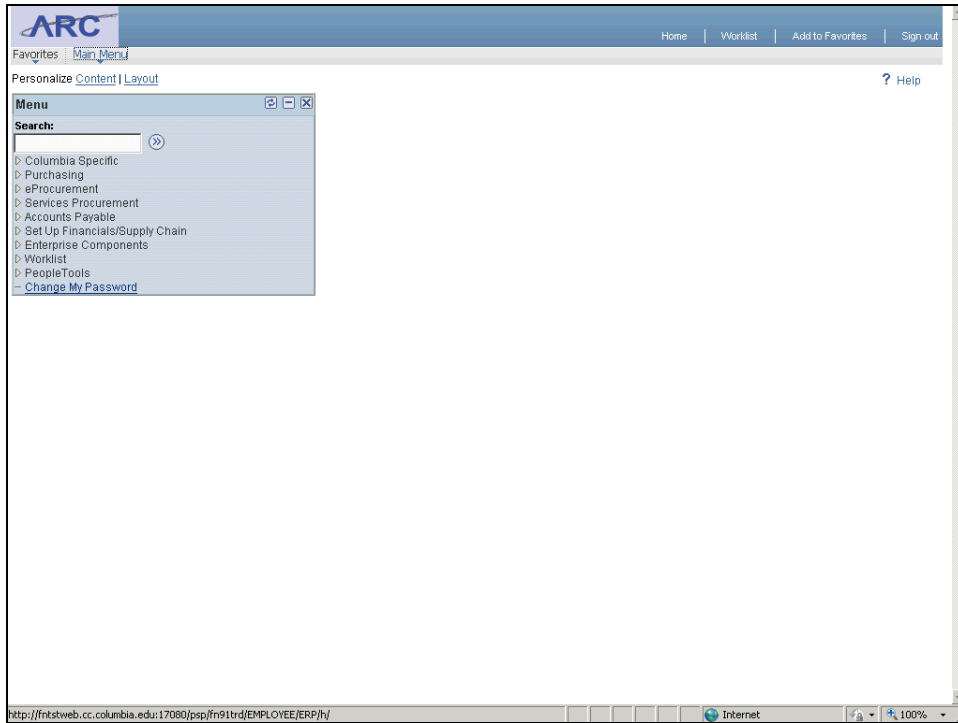 ARC
Home | Worklist | Add to Favorites | Sign out
Favorites Main Menu
Personalize Content | Layout
? Help
Menu
Search:
Columbia Specific
Purchasing
eProcurement
Services Procurement
Accounts Payable
Set Up Financials/Supply Chain
Enterprise Components
Worklist
PeopleTools
Change My Password
http://fntstweb.cc.columbia.edu:17080/psp/fn91trd/EMPLOYEE/ERP/h/ Internet 100%